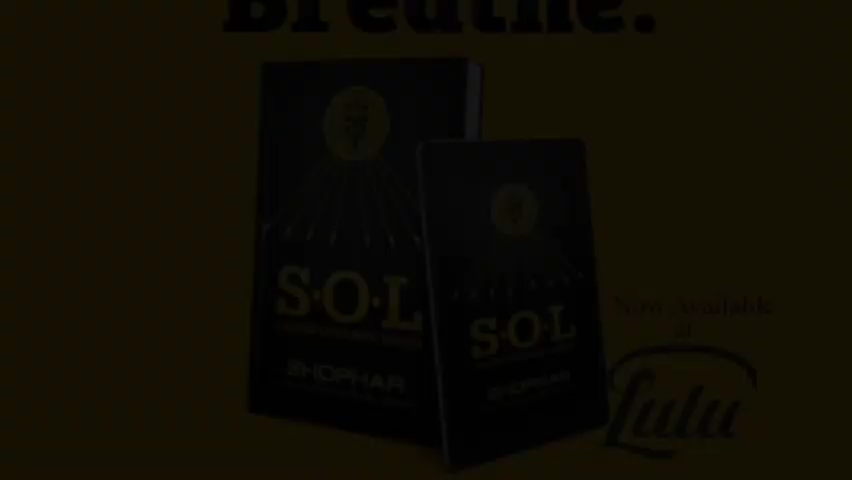 Breathe.
S·O·L
SHOPHAR
S·O·L
SHOPHAR
Now Available
at
Lulu